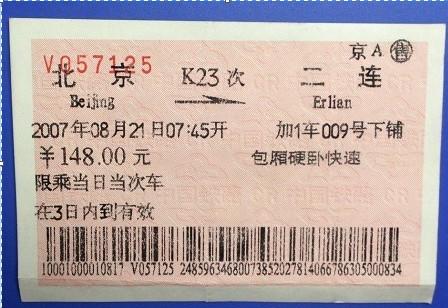 京A 售
V057125
北京 K23次 二连
Beijing Erlian
2007年08月21日07:45开 加1车009号下铺
￥148.00元 包厢硬卧快速
限乘当日当次车
在3日内到有效
10001000010817 V057125 24859634680073852027814066786305000834